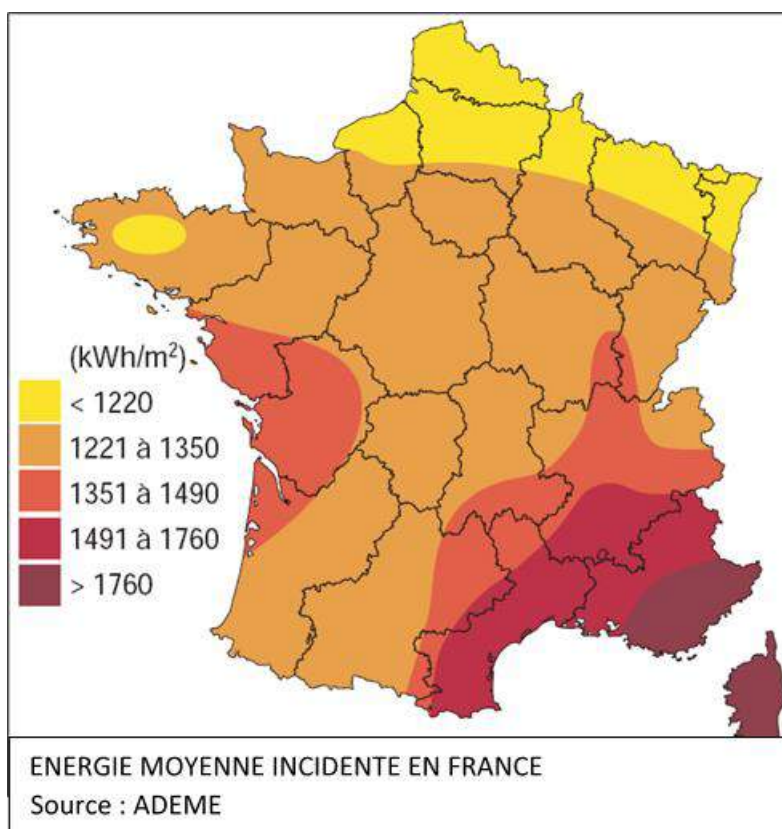 (kWh/m²)
< 1220
1221 à 1350
1351 à 1490
1491 à 1760
> 1760
ENERGIE MOYENNE INCIDENTE EN FRANCE
Source : ADEME